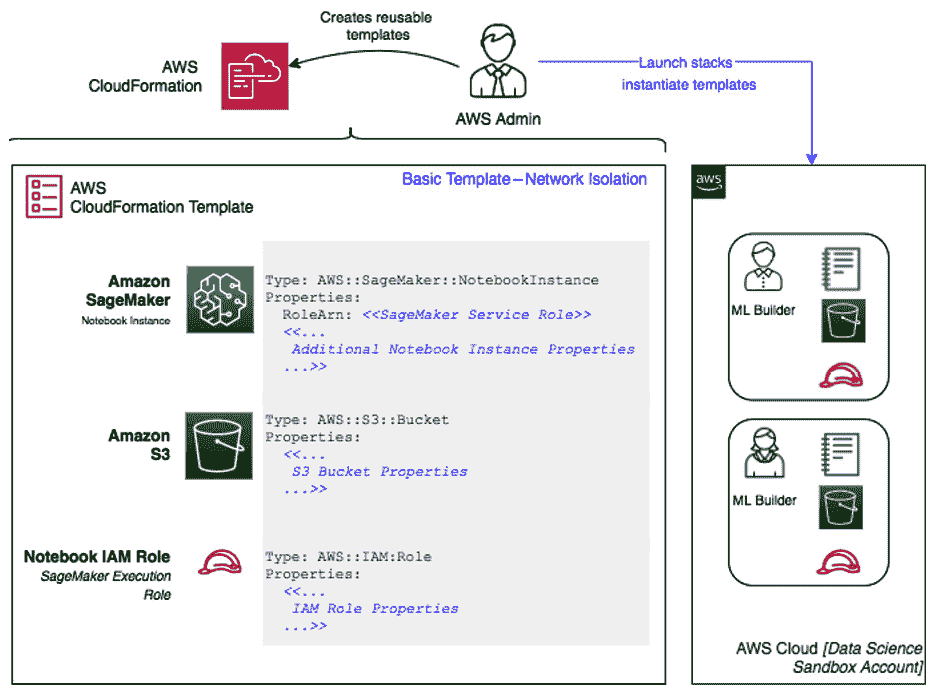 Creates reusable
templates
AWS
CloudFormation
AWS Admin
Launch stacks
instantiate templates
AWS
CloudFormation Template
Basic Template – Network Isolation
Amazon
SageMaker
Notebook Instance
Type: AWS::SageMaker::NotebookInstance
Properties:
RoleArn: <<SageMaker Service Role>>
<<...
Additional Notebook Instance Properties
...>>
Amazon
S3
Type: AWS::S3::Bucket
Properties:
<<...
S3 Bucket Properties
...>>
Notebook IAM Role
SageMaker Execution
Role
Type: AWS::IAM:Role
Properties:
<<...
IAM Role Properties
...>>
aws
ML Builder
ML Builder
AWS Cloud [Data Science
Sandbox Account]